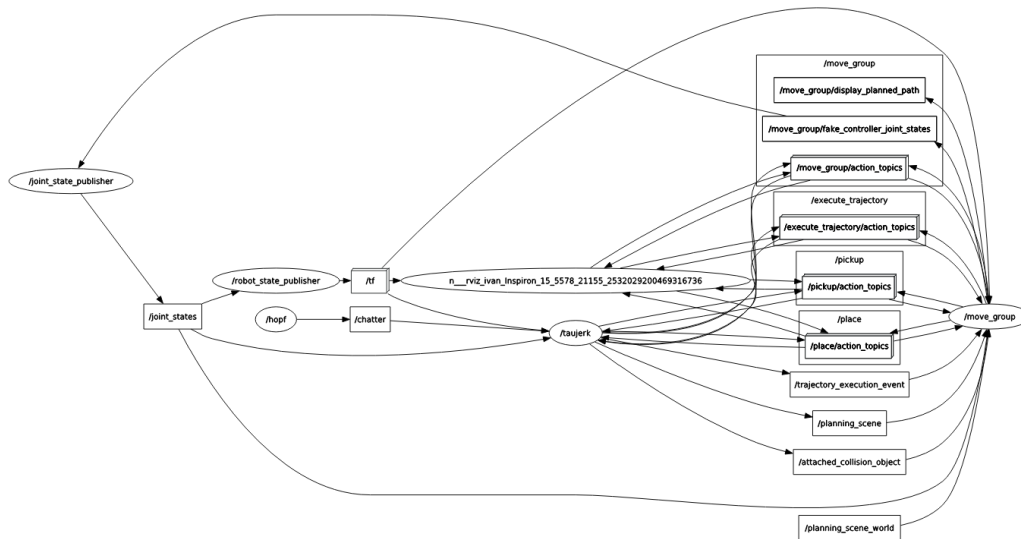 /move_group
/move_group/display_planned_path
/move_group/fake_controller_joint_states
/move_group/action_topics
/joint_state_publisher
/execute_trajectory
/execute_trajectory/action_topics
/pickup
/robot_state_publisher
/tf
n___rviz_ivan_Inspiron_15_5578_21155_2532029200469316736
/pickup/action_topics
/joint_states
/hopf
/chatter
/place
/move_group
/taujerk
/place/action_topics
/trajectory_execution_event
/planning_scene
/attached_collision_object
/planning_scene_world